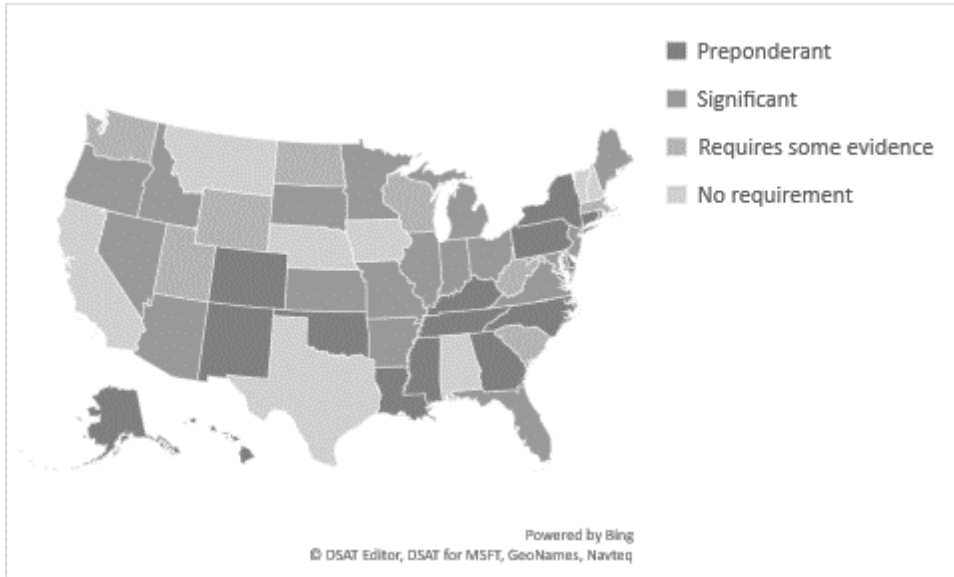 Preponderant
Significant
Requires some evidence
No requirement
Powered by Bing
© DSAT Editor, DSAT for MSFT, GeoNames, Navteq